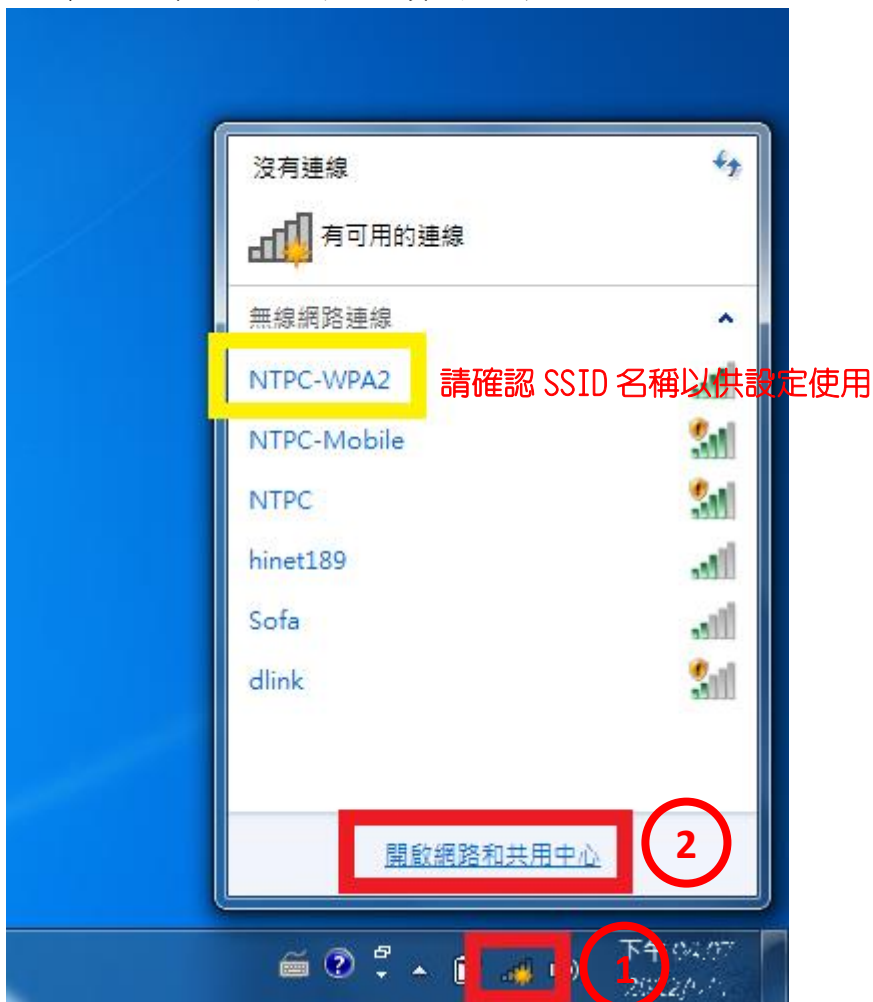 沒有連線
有可用的連線
無線網路連線
NTPC-WPA2 請確認 SSID 名稱以供設定使用
NTPC-Mobile
NTPC
hinet189
Sofa
dlink
開啟網路和共用中心 2
1 下午